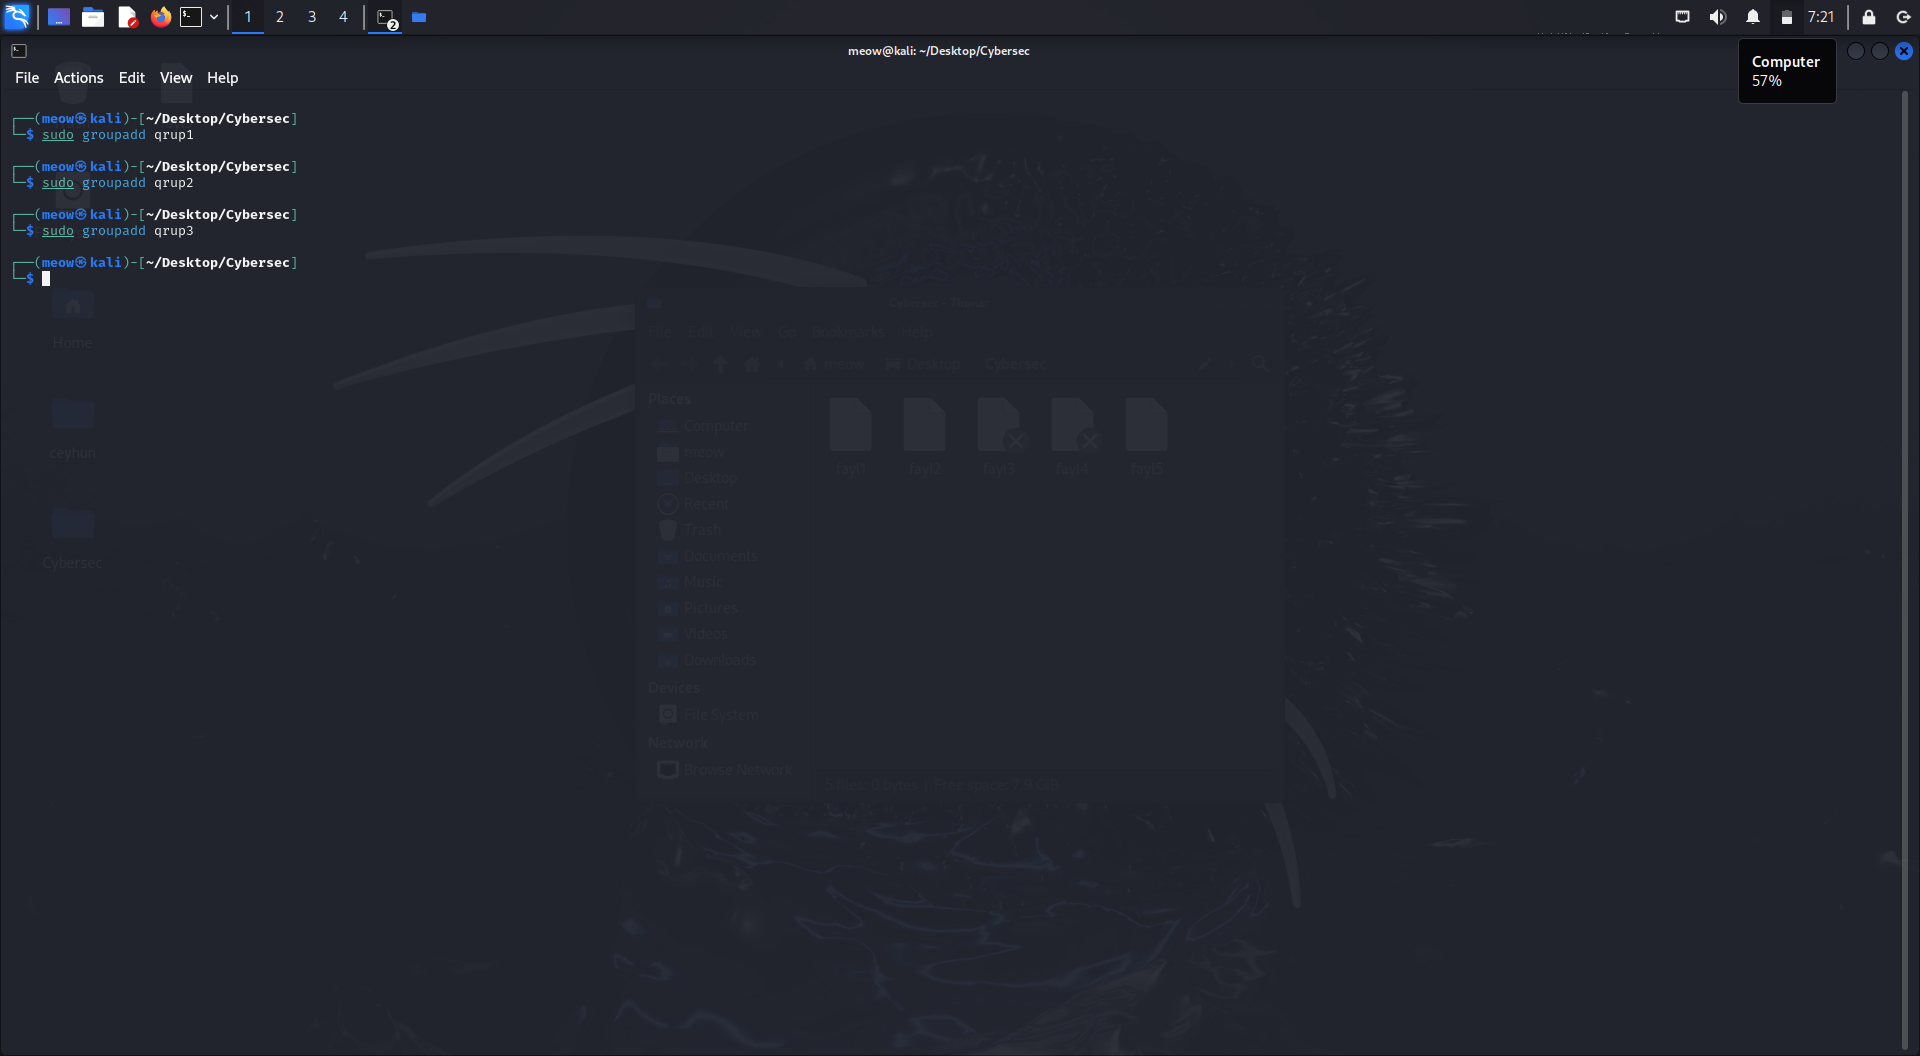 1 2 3 4 2 7:21
meow@kali: ~/Desktop/Cybersec
File Actions Edit View Help
Computer
57%
┌──(meow㉿kali)-[~/Desktop/Cybersec]
└─$ sudo groupadd qrup1
┌──(meow㉿kali)-[~/Desktop/Cybersec]
└─$ sudo groupadd qrup2
┌──(meow㉿kali)-[~/Desktop/Cybersec]
└─$ sudo groupadd qrup3
┌──(meow㉿kali)-[~/Desktop/Cybersec]
└─$
Home
ceyhun
Cybersec
Cybersec - Thunar
File Edit View Go Bookmarks Help
meow Desktop Cybersec
Places
Computer
meow
Desktop
Recent
Trash
Documents
Music
Pictures
Videos
Downloads
Devices
File System
Network
Browse Network
fayl1 fayl2 fayl3 fayl4 fayl5
5 files: 0 bytes | Free space: 7.9 GiB